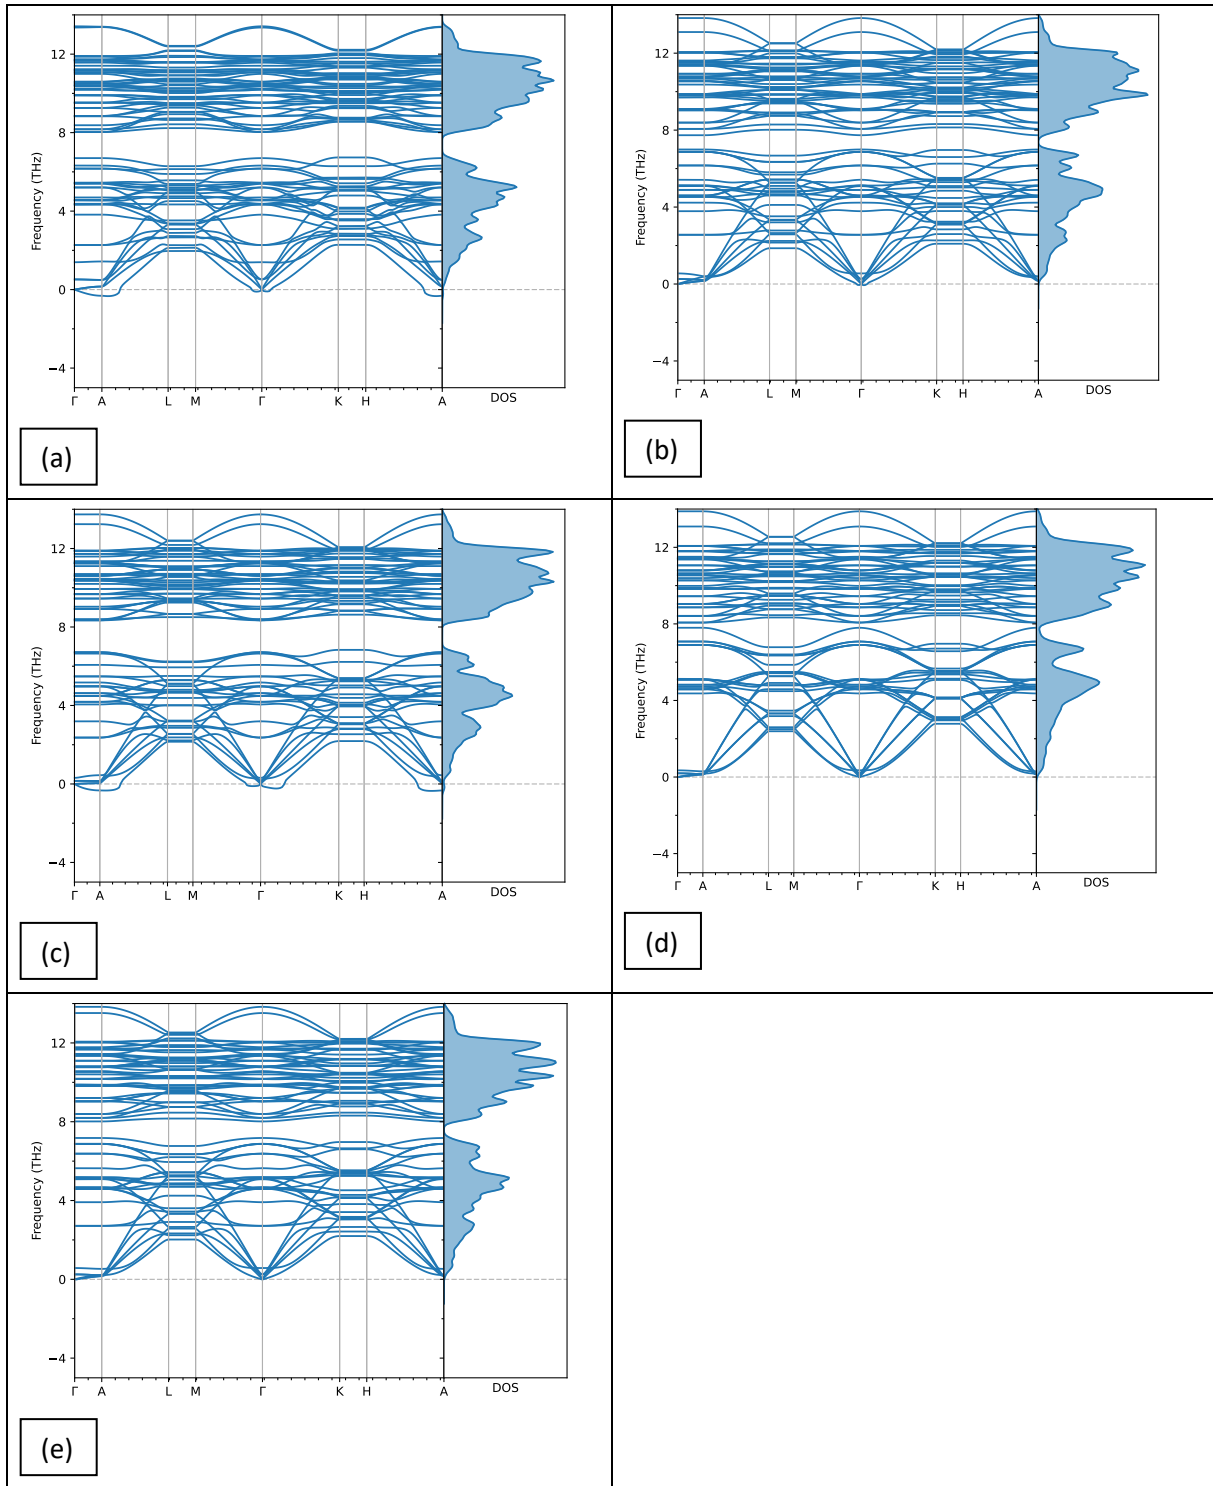 12
8
4
0
−4
Frequency (THz)
Γ A L M Γ K H A
DOS
(a)
12
8
4
0
−4
Frequency (THz)
Γ A L M Γ K H A
DOS
(b)
12
8
4
0
−4
Frequency (THz)
Γ A L M Γ K H A
DOS
(c)
12
8
4
0
−4
Frequency (THz)
Γ A L M Γ K H A
DOS
(d)
12
8
4
0
−4
Frequency (THz)
Γ A L M Γ K H A
DOS
(e)